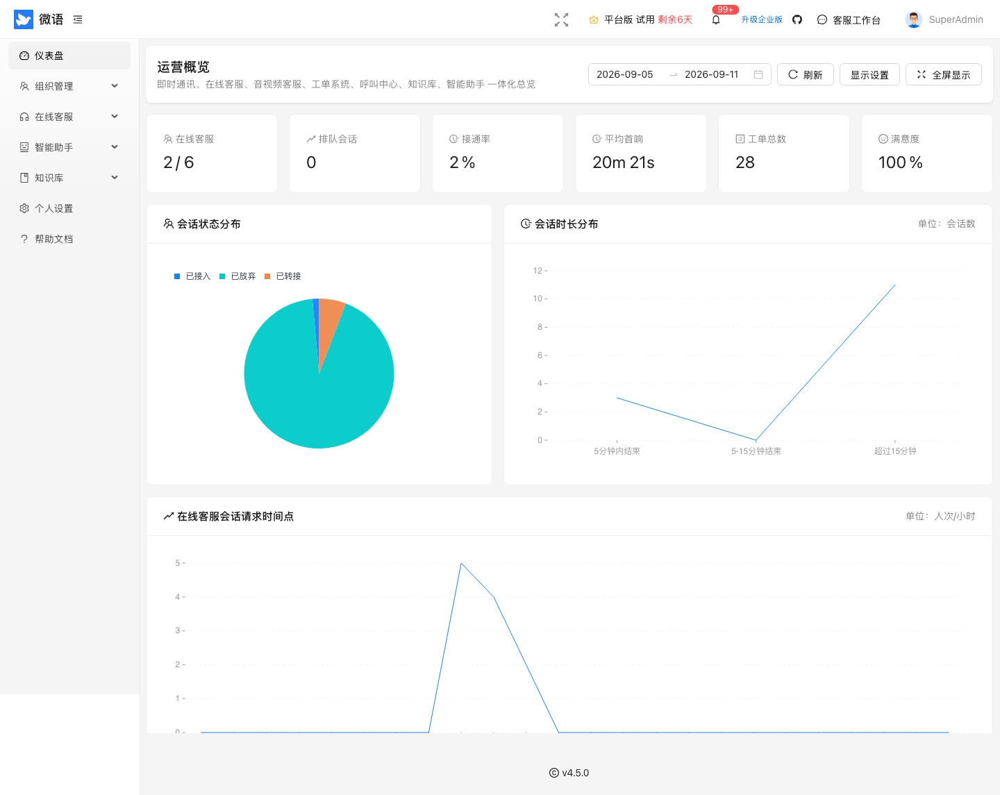 微语
平台版 试用 剩余6天
99+
升级企业版
客服工作台
SuperAdmin
仪表盘
组织管理
在线客服
智能助手
知识库
个人设置
帮助文档
运营概览
即时通讯、在线客服、音视频客服、工单系统、呼叫中心、知识库、智能助手 一体化总览
2026-09-05
2026-09-11
刷新
显示设置
全屏显示
在线客服
2 / 6
排队会话
0
接通率
2 %
平均首响
20m 21s
工单总数
28
满意度
100 %
会话状态分布
已接入
已放弃
已转接
会话时长分布
单位：会话数
12
10
8
6
4
2
0
5分钟内结束
5-15分钟结束
超过15分钟
在线客服会话请求时间点
单位：人次/小时
5
4
3
2
1
0
© v4.5.0